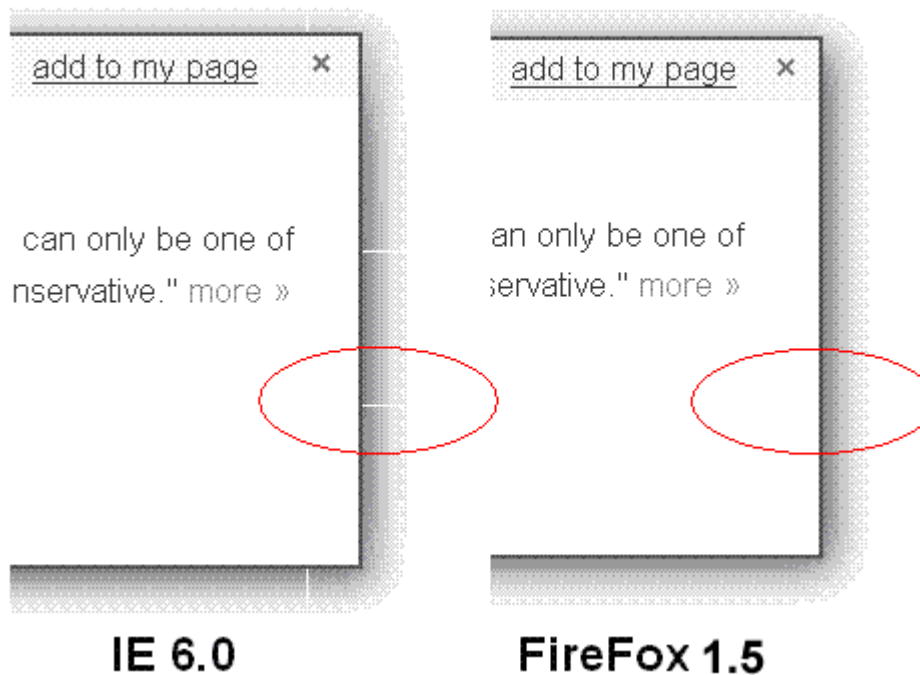 add to my page ×
can only be one of
nservative." more »
IE 6.0
add to my page ×
an only be one of
servative." more »
FireFox 1.5